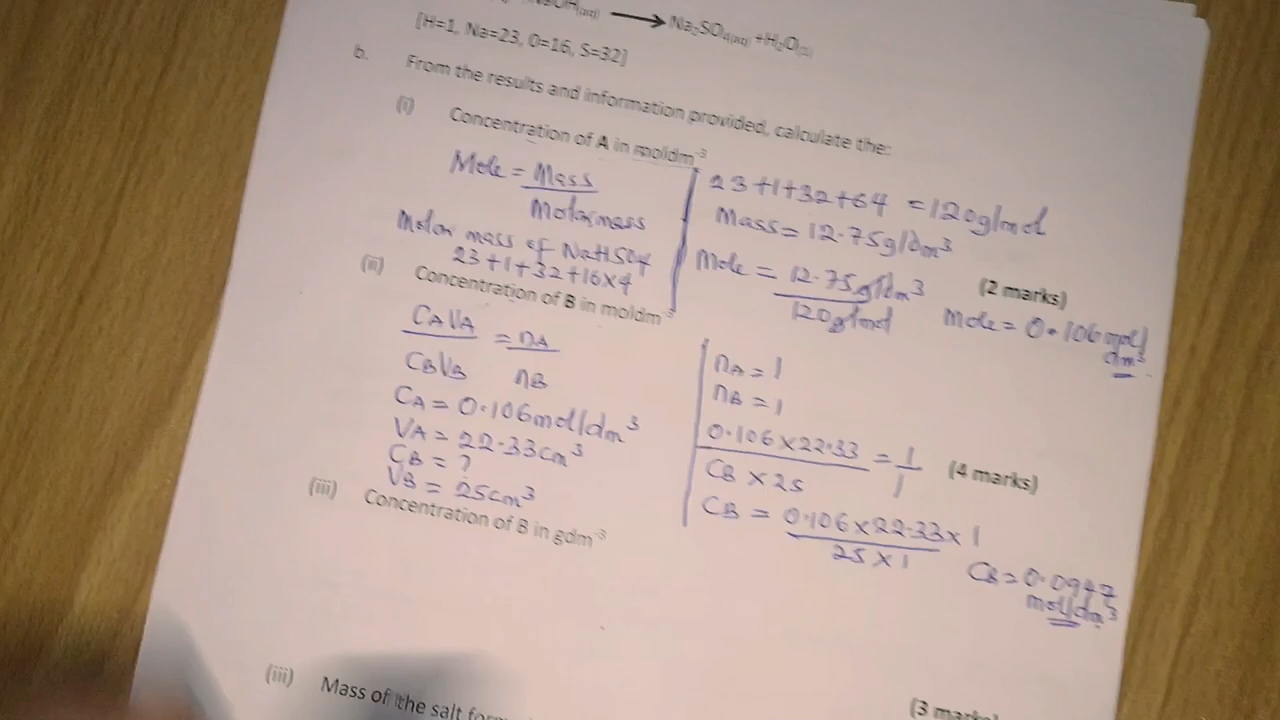 NaOH(aq) → Na₂SO₄(aq) + H₂O(l)
[H=1, Na=23, O=16, S=32]
b. From the results and information provided, calculate the:
(i) Concentration of A in moldm⁻³
Mole = Mass / Molar mass
Molar mass of NaHSO4
23+1+32+16x4
23+1+32+64 = 120g/mol
Mass = 12.75g/dm³
Mole = 12.75g/dm³ / 120g/mol
(2 marks)
Mole = 0.106 mol/dm³
(ii) Concentration of B in moldm⁻³
CAVA / CBVB = nA / nB
CA = 0.106mol/dm³
VA = 22.33cm³
CB = ?
VB = 25cm³
nA = 1
nB = 1
0.106 x 22.33 / CB x 25 = 1 / 1
(4 marks)
CB = 0.106 x 22.33 x 1 / 25 x 1
CB = 0.0947 mol/dm³
(iii) Concentration of B in gdm⁻³
(3 marks)
(iii) Mass of the salt